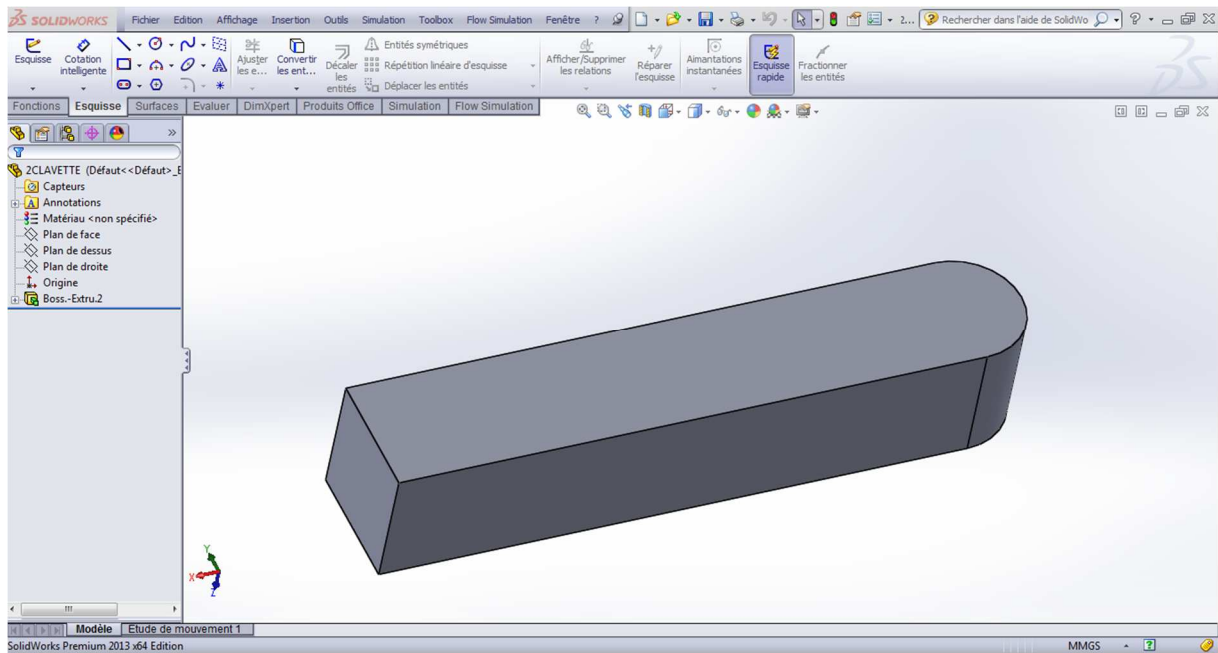 SOLIDWORKS Fichier Edition Affichage Insertion Outils Simulation Toolbox Flow Simulation Fenêtre ? 2... Rechercher dans l'aide de SolidWo
Esquisse
Cotation intelligente
Ajuster les e...
Convertir les ent...
Décaler les entités
Entités symétriques
Répétition linéaire d'esquisse
Déplacer les entités
Afficher/Supprimer les relations
Réparer l'esquisse
Aimantations instantanées
Esquisse rapide
Fractionner les entités
Fonctions Esquisse Surfaces Evaluer DimXpert Produits Office Simulation Flow Simulation
2CLAVETTE (Défaut<<Défaut>_E
Capteurs
Annotations
Matériau <non spécifié>
Plan de face
Plan de dessus
Plan de droite
Origine
Boss.-Extru.2
Y
X
Z
Modèle Etude de mouvement 1
SolidWorks Premium 2013 x64 Edition MMGS